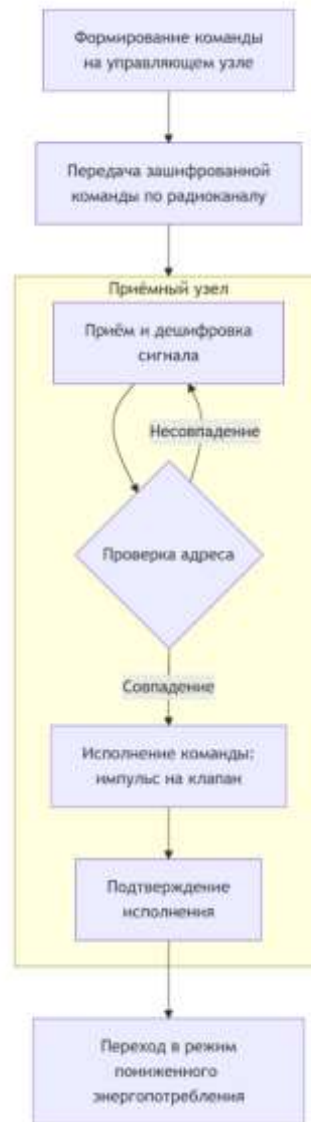 Формирование команды
на управляющем узле
Передача зашифрованной
команды по радиоканалу
Приёмный узел
Приём и дешифровка
сигнала
Несовпадение
Проверка адреса
Совпадение
Исполнение команды:
импульс на клапан
Подтверждение
исполнения
Переход в режим
пониженного
энергопотребления